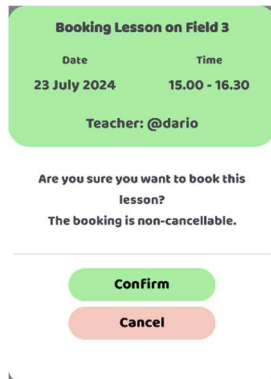 Booking Lesson on Field 3
Date Time
23 July 2024 15.00 - 16.30
Teacher: @dario
Are you sure you want to book this
lesson?
The booking is non-cancellable.
Confirm
Cancel